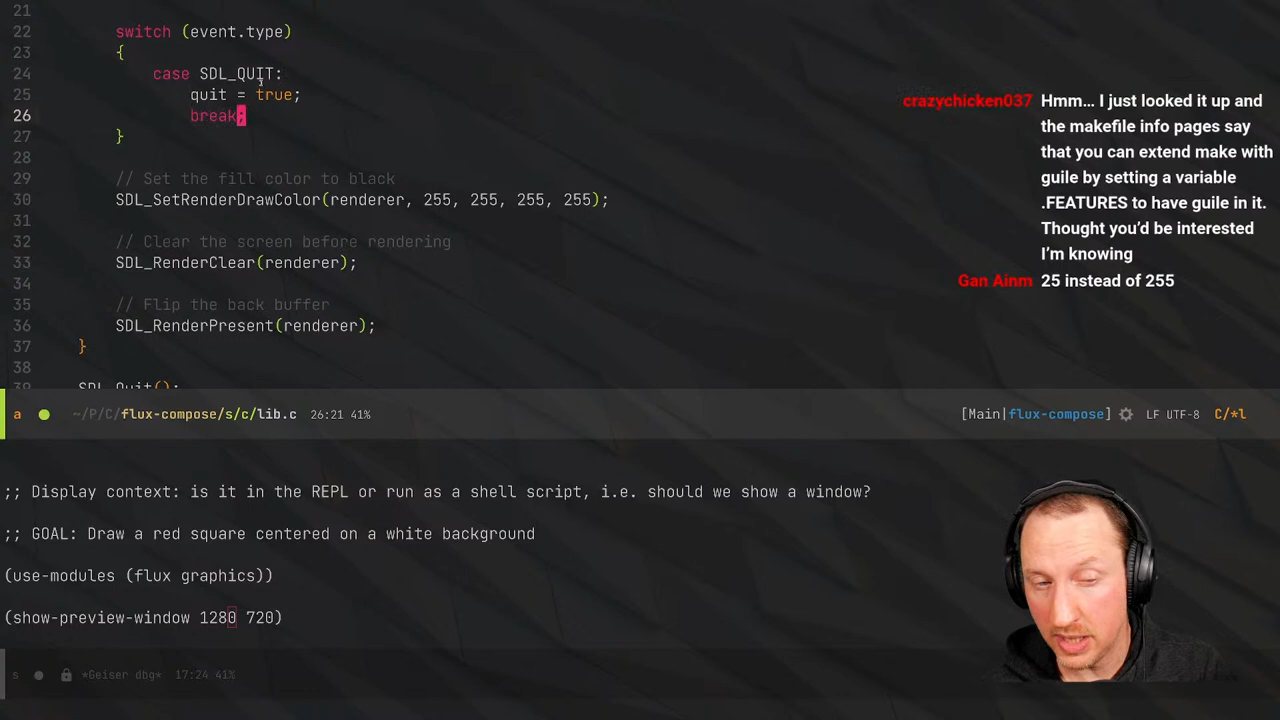 21
22 switch (event.type)
23 {
24 case SDL_QUIT:
25 quit = true;
26 break;
27 }
28
29 // Set the fill color to black
30 SDL_SetRenderDrawColor(renderer, 255, 255, 255, 255);
31
32 // Clear the screen before rendering
33 SDL_RenderClear(renderer);
34
35 // Flip the back buffer
36 SDL_RenderPresent(renderer);
37 }
38
39 SDL_Quit();
a ~/P/C/flux-compose/s/c/lib.c 26:21 41% [Main|flux-compose] LF UTF-8 C/*l
;; Display context: is it in the REPL or run as a shell script, i.e. should we show a window?
;; GOAL: Draw a red square centered on a white background
(use-modules (flux graphics))
(show-preview-window 1280 720)
s *Geiser dbg* 17:24 41%
crazychicken037 Hmm... I just looked it up and
the makefile info pages say
that you can extend make with
guile by setting a variable
.FEATURES to have guile in it.
Thought you'd be interested
I'm knowing
Gan Ainm 25 instead of 255